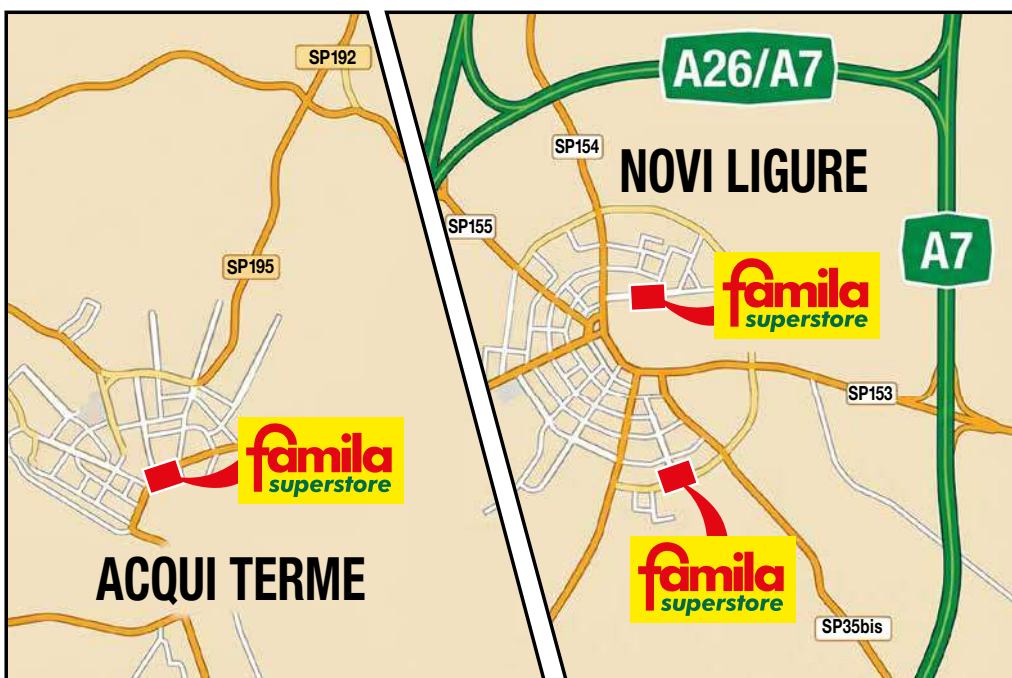 SP192
SP195
famila
superstore
ACQUI TERME
A26/A7
SP154
NOVI LIGURE
SP155
A7
famila
superstore
SP153
famila
superstore
SP35bis